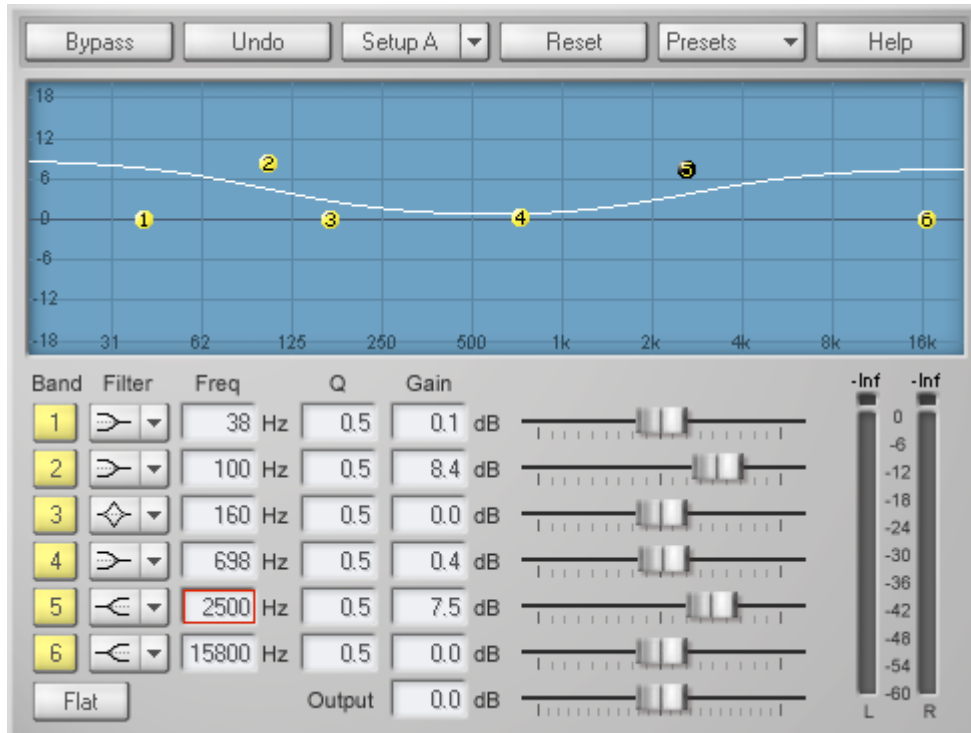 Bypass Undo Setup A Reset Presets Help
18
12
2 5
6
0 1 3 4 6
-6
-12
-18 31 62 125 250 500 1k 2k 4k 8k 16k
Band Filter Freq Q Gain -Inf -Inf
1 38 Hz 0.5 0.1 dB
2 100 Hz 0.5 8.4 dB
3 160 Hz 0.5 0.0 dB
4 698 Hz 0.5 0.4 dB
5 2500 Hz 0.5 7.5 dB
6 15800 Hz 0.5 0.0 dB
Flat Output 0.0 dB
0
-6
-12
-18
-24
-30
-36
-42
-48
-54
-60
L R